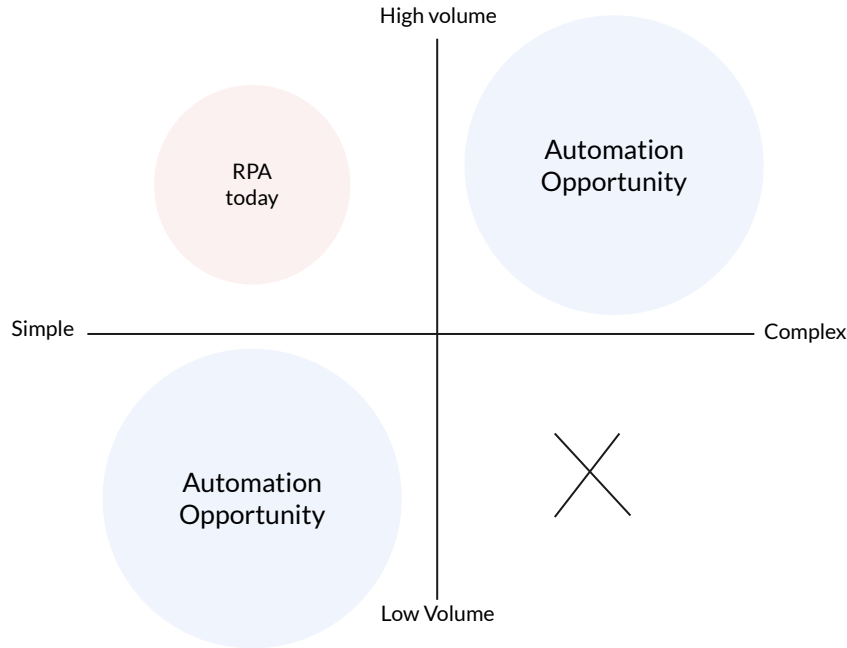 High volume
RPA
today
Automation
Opportunity
Simple
Complex
Automation
Opportunity
Low Volume